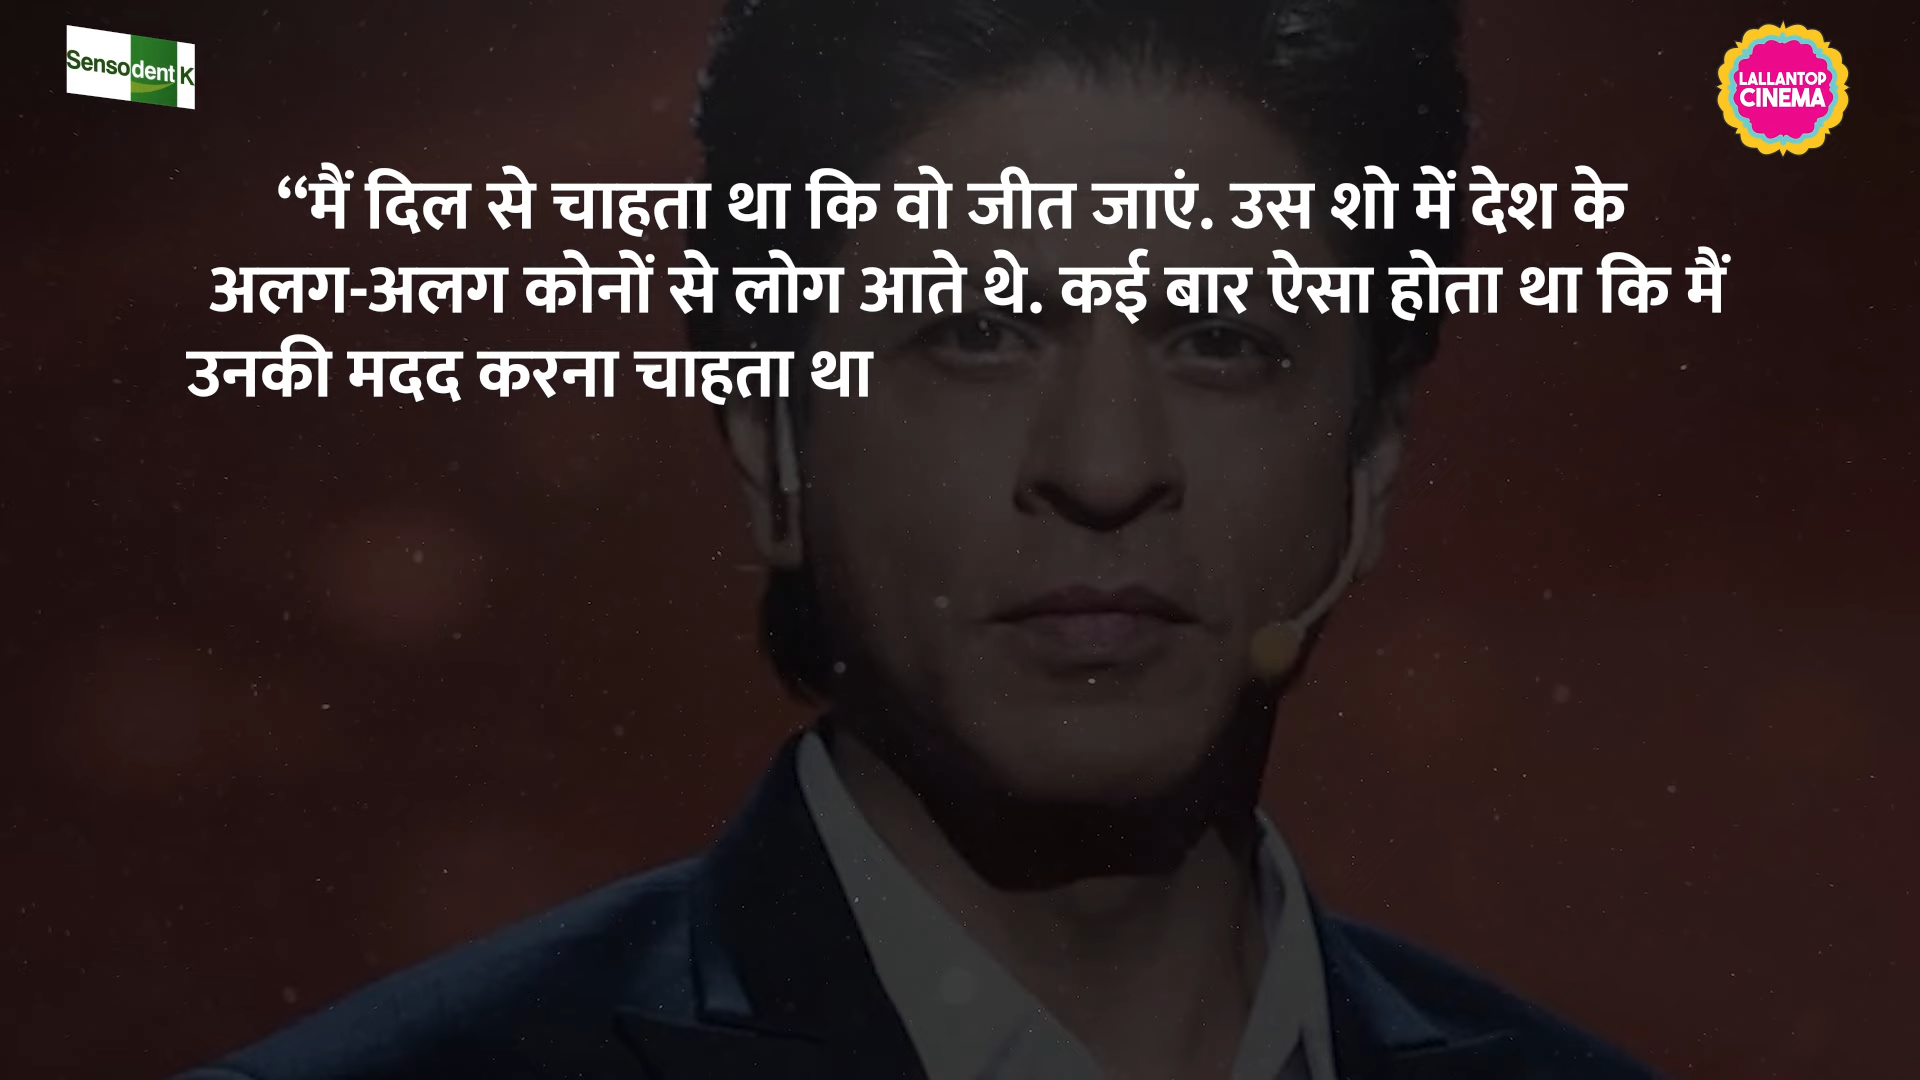 Sensodent K
LALLANTOP
CINEMA
“मैं दिल से चाहता था कि वो जीत जाएं. उस शो में देश के
अलग-अलग कोनों से लोग आते थे. कई बार ऐसा होता था कि मैं
उनकी मदद करना चाहता था